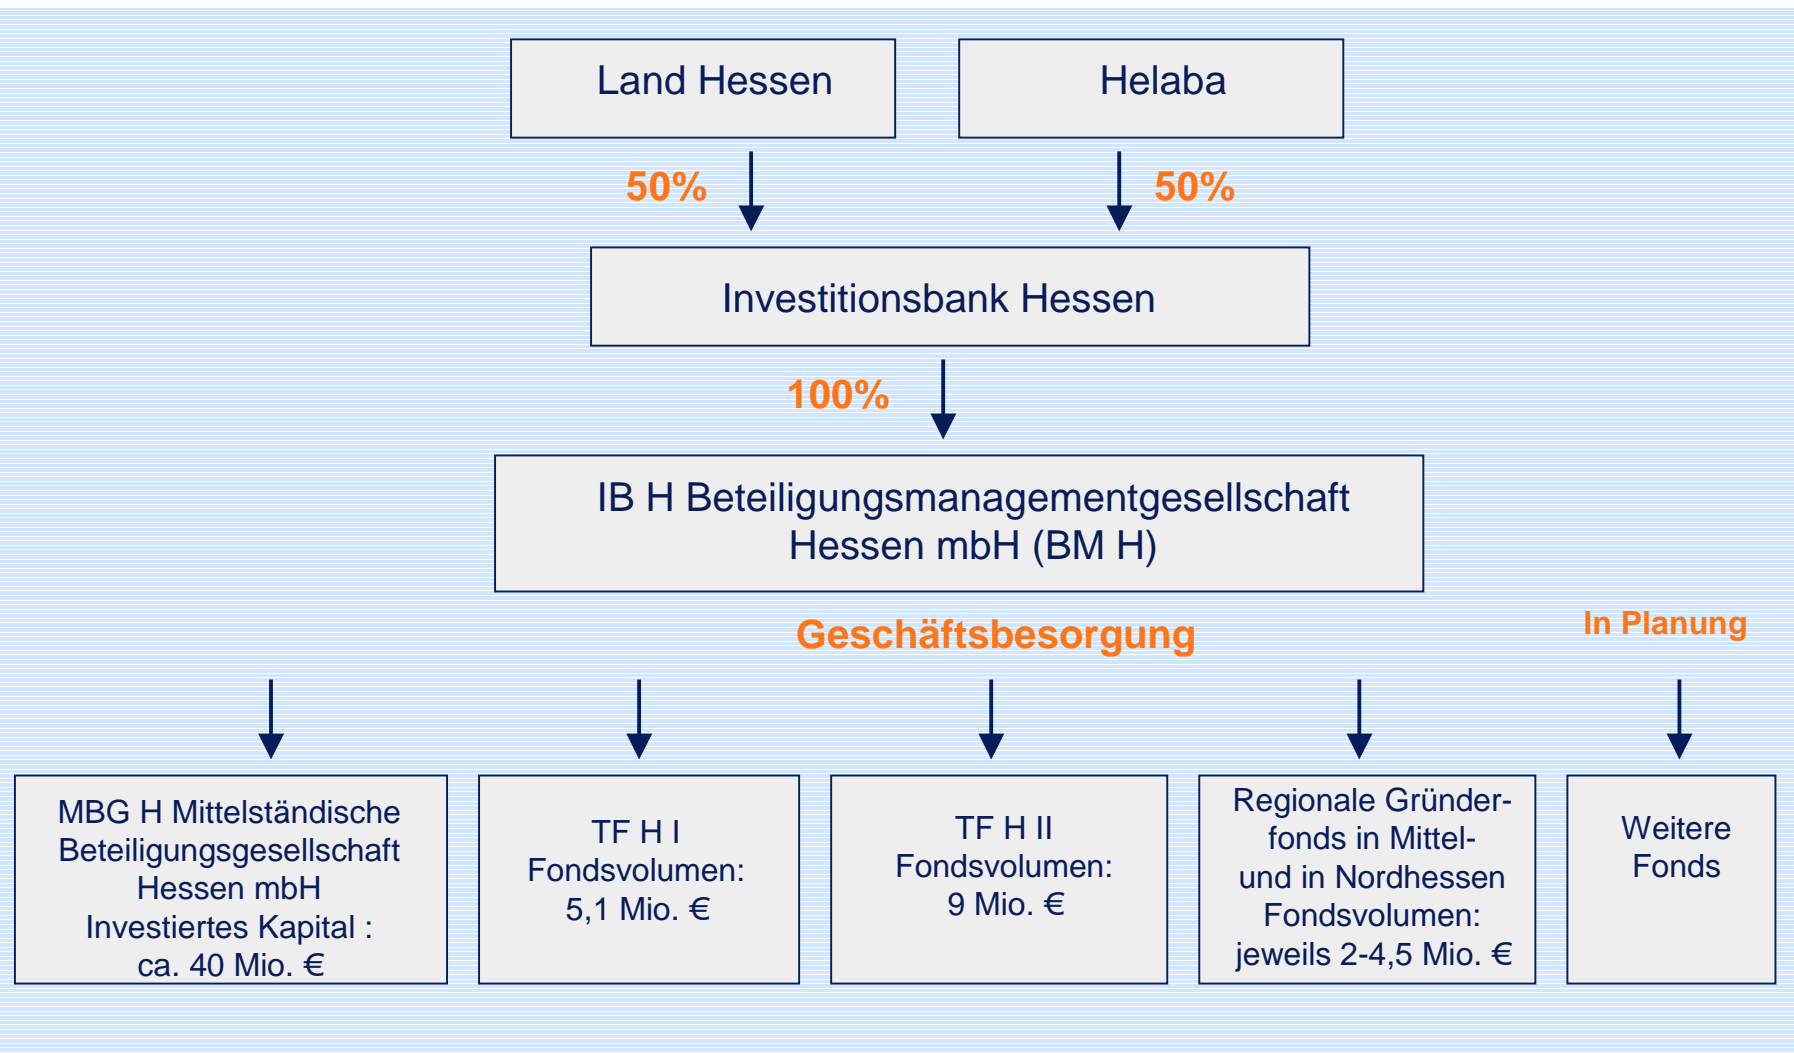 Land Hessen
Helaba
50%
50%
Investitionsbank Hessen
100%
IB H Beteiligungsmanagementgesellschaft
Hessen mbH (BM H)
Geschäftsbesorgung
In Planung
MBG H Mittelständische
Beteiligungsgesellschaft
Hessen mbH
Investiertes Kapital :
ca. 40 Mio. €
TF H I
Fondsvolumen:
5,1 Mio. €
TF H II
Fondsvolumen:
9 Mio. €
Regionale Gründer-
fonds in Mittel-
und in Nordhessen
Fondsvolumen:
jeweils 2-4,5 Mio. €
Weitere
Fonds